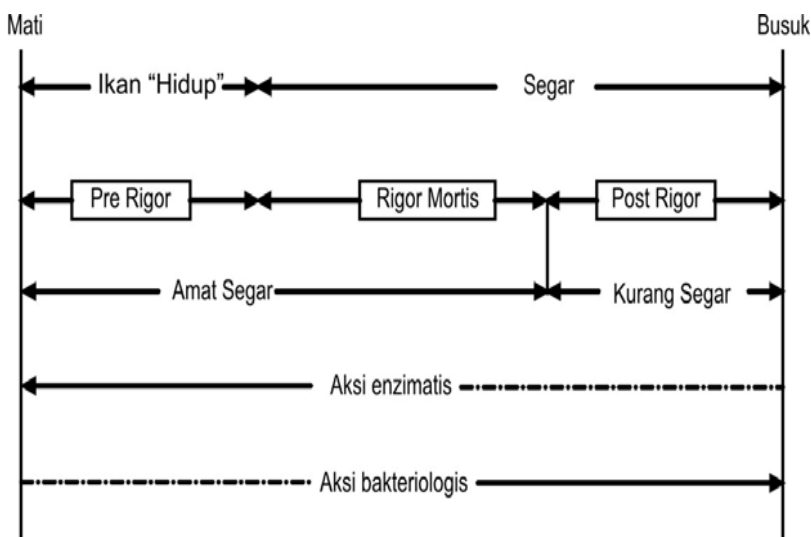 Mati
Busuk
Ikan “Hidup”
Segar
Pre Rigor
Rigor Mortis
Post Rigor
Amat Segar
Kurang Segar
Aksi enzimatis
Aksi bakteriologis